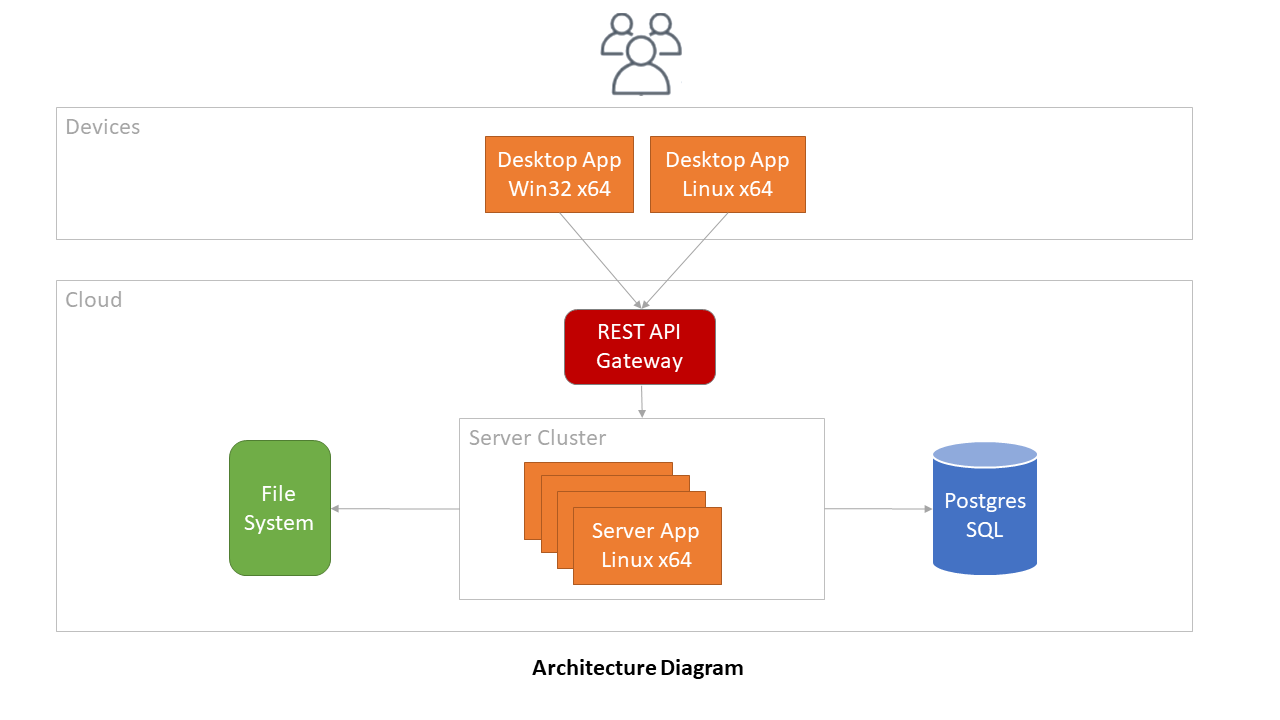 Devices
Desktop App
Win32 x64
Desktop App
Linux x64
Cloud
REST API
Gateway
Server Cluster
File
System
Server App
Linux x64
Postgres
SQL
Architecture Diagram